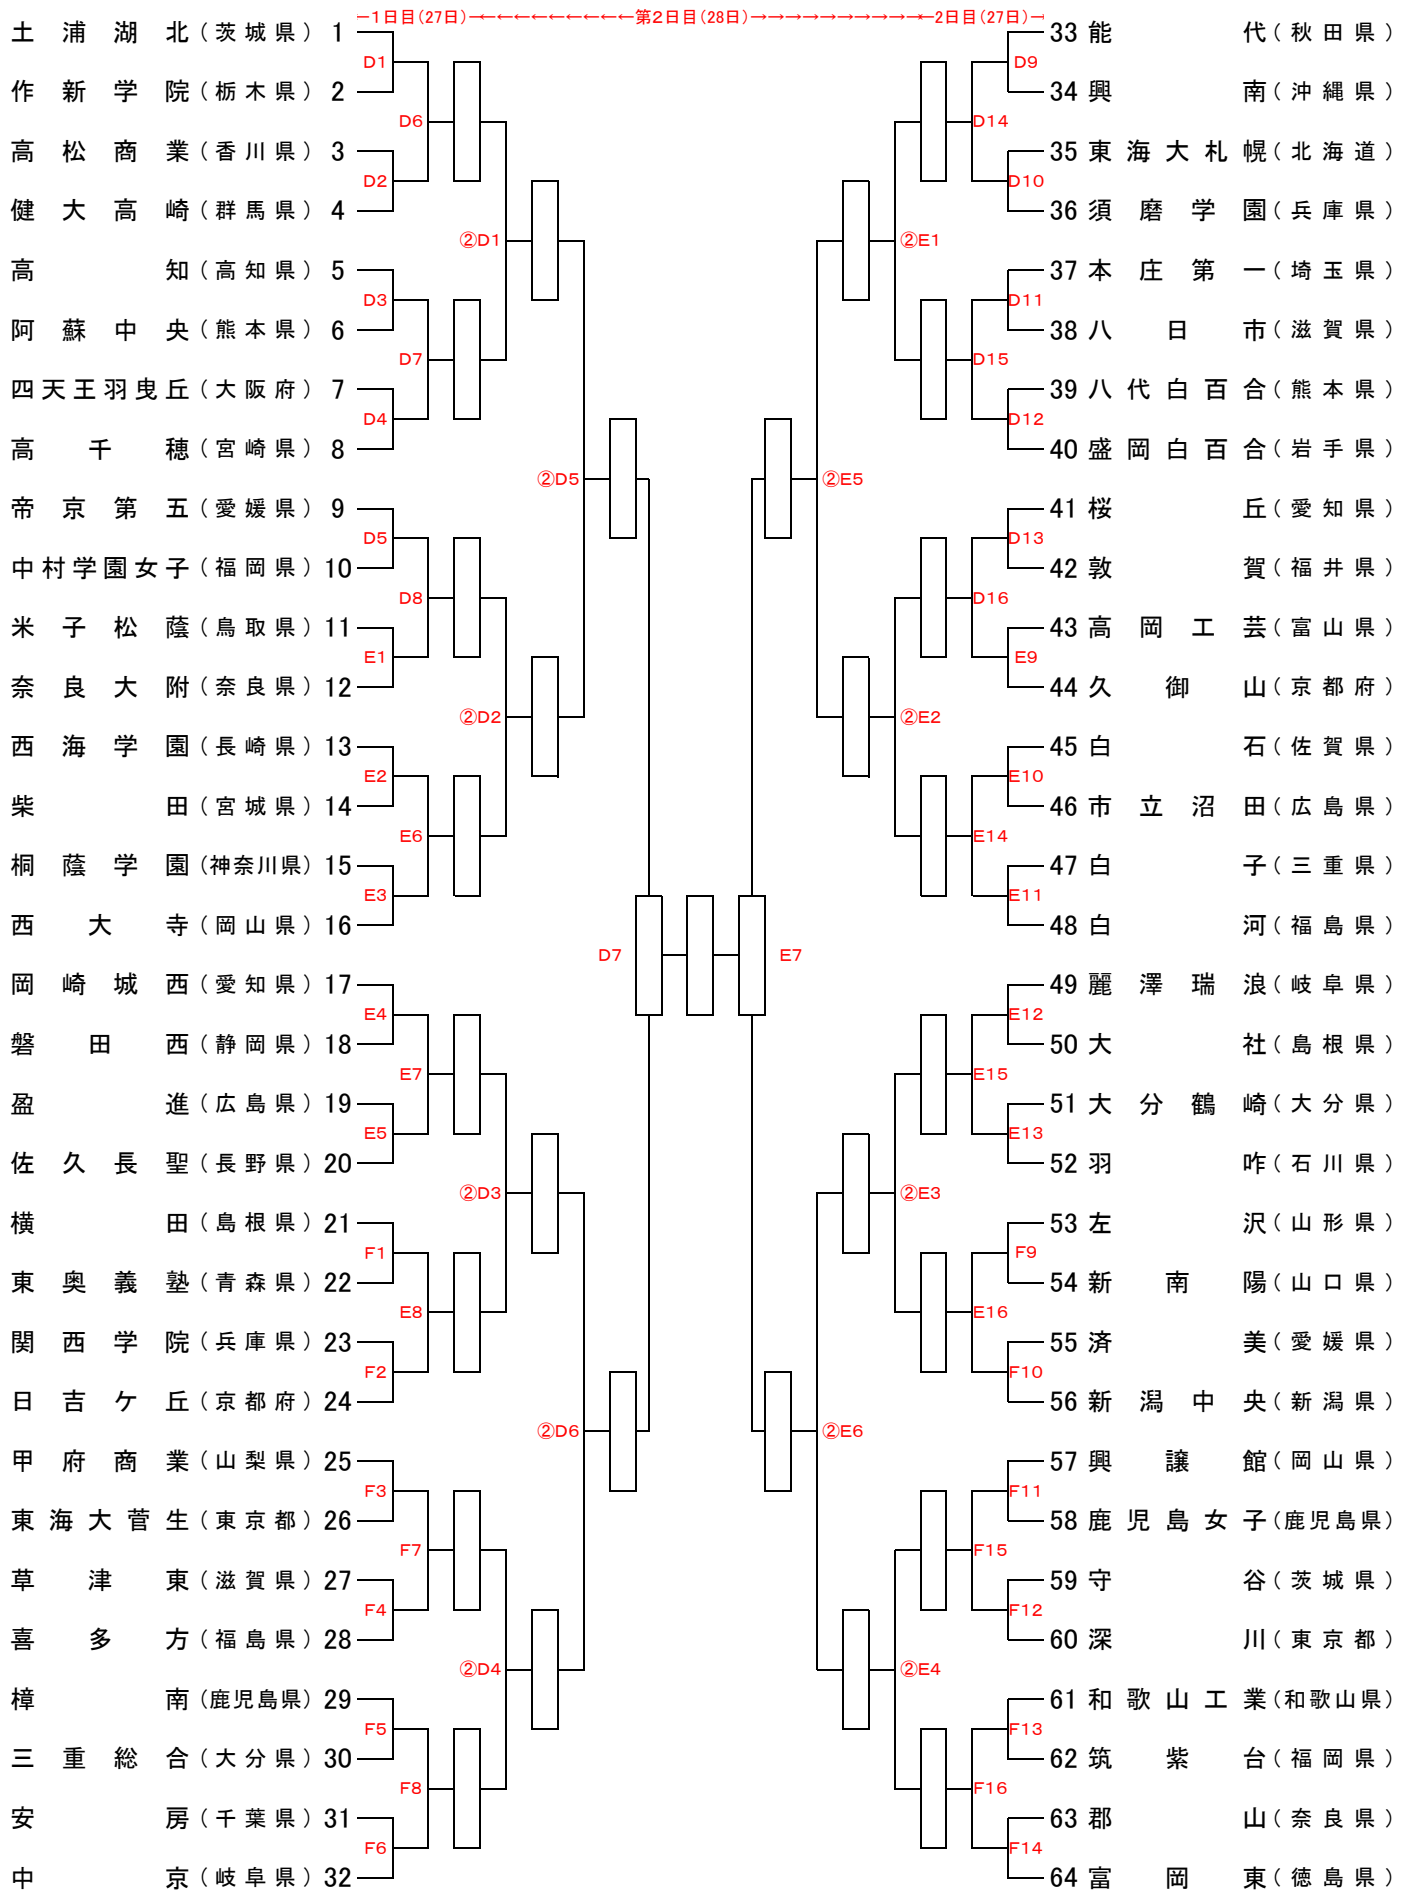 1日目(27日)←←←←←←←←←第2日目(28日)→→→→→→→→→2日目(27日)
土浦湖北(茨城県) 1
D1
作新学院(栃木県) 2
D6
高松商業(香川県) 3
D2
健大高崎(群馬県) 4
②D1
高知(高知県) 5
D3
阿蘇中央(熊本県) 6
D7
四天王羽曳丘(大阪府) 7
D4
高千穂(宮崎県) 8
②D5
帝京第五(愛媛県) 9
D5
中村学園女子(福岡県) 10
D8
米子松蔭(鳥取県) 11
E1
奈良大附(奈良県) 12
②D2
西海学園(長崎県) 13
E2
柴田(宮城県) 14
E6
桐蔭学園(神奈川県) 15
E3
西大寺(岡山県) 16
D7
岡崎城西(愛知県) 17
E4
磐田西(静岡県) 18
E7
盈進(広島県) 19
E5
佐久長聖(長野県) 20
②D3
横田(島根県) 21
F1
東奥義塾(青森県) 22
E8
関西学院(兵庫県) 23
F2
日吉ケ丘(京都府) 24
②D6
甲府商業(山梨県) 25
F3
東海大菅生(東京都) 26
F7
草津東(滋賀県) 27
F4
喜多方(福島県) 28
②D4
樟南(鹿児島県) 29
F5
三重総合(大分県) 30
F8
安房(千葉県) 31
F6
中京(岐阜県) 32
33 能代(秋田県)
D9
34 興南(沖縄県)
D14
35 東海大札幌(北海道)
D10
36 須磨学園(兵庫県)
②E1
37 本庄第一(埼玉県)
D11
38 八日市(滋賀県)
D15
39 八代白百合(熊本県)
D12
40 盛岡白百合(岩手県)
②E5
41 桜丘(愛知県)
D13
42 敦賀(福井県)
D16
43 高岡工芸(富山県)
E9
44 久御山(京都府)
②E2
45 白石(佐賀県)
E10
46 市立沼田(広島県)
E14
47 白子(三重県)
E11
48 白河(福島県)
E7
49 麗澤瑞浪(岐阜県)
E12
50 大社(島根県)
E15
51 大分鶴崎(大分県)
E13
52 羽咋(石川県)
②E3
53 左沢(山形県)
F9
54 新南陽(山口県)
E16
55 済美(愛媛県)
F10
56 新潟中央(新潟県)
②E6
57 興譲館(岡山県)
F11
58 鹿児島女子(鹿児島県)
F15
59 守谷(茨城県)
F12
60 深川(東京都)
②E4
61 和歌山工業(和歌山県)
F13
62 筑紫台(福岡県)
F16
63 郡山(奈良県)
F14
64 富岡東(徳島県)